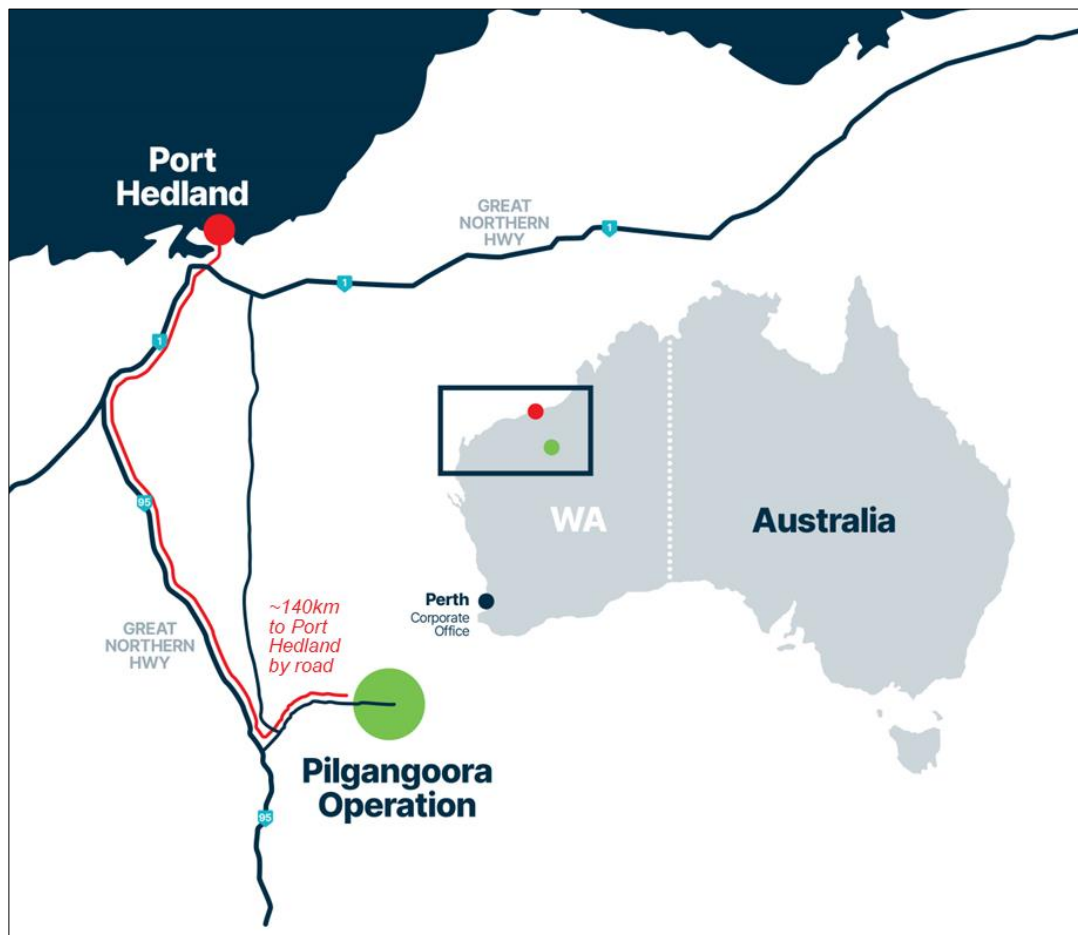 Port
Hedland
GREAT
NORTHERN
HWY
1
1
1
95
WA
Australia
Perth
Corporate
Office
~140km
to Port
Hedland
by road
GREAT
NORTHERN
HWY
Pilgangoora
Operation
95